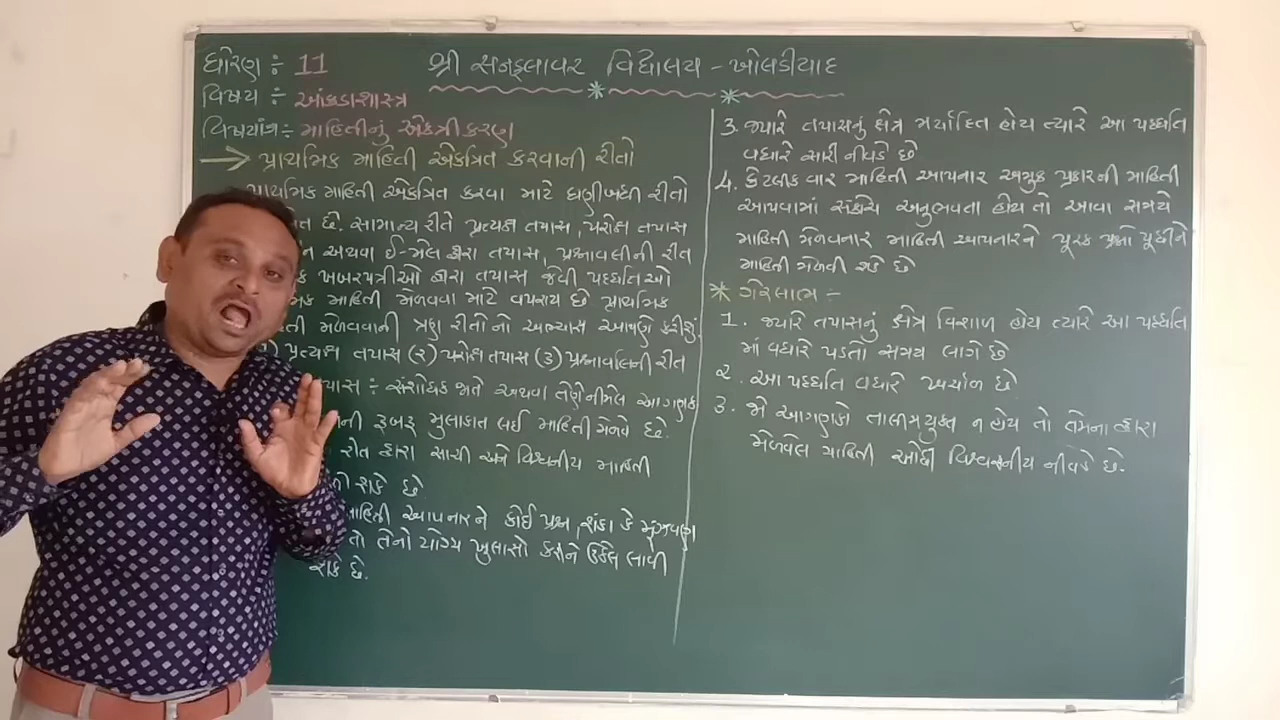 ધોરણ ÷ 11
શ્રી સનફ્લાવર વિદ્યાલય - ખોલડીયાદ
વિષય ÷ આંકડાશાસ્ત્ર
વિષયાંગ ÷ માહિતીનું એકત્રીકરણ
→ પ્રાથમિક માહિતી એકત્રિત કરવાની રીતો
પ્રાથમિક માહિતી એકત્રિત કરવા માટે ઘણીબધી રીતો
છે. સામાન્ય રીતે પ્રત્યક્ષ તપાસ, પરોક્ષ તપાસ
અથવા ઈ-મેલ દ્વારા તપાસ, પ્રશ્નાવલીની રીત
ખબરપત્રીઓ દ્વારા તપાસ જેવી પદ્ધતિઓ
માહિતી મેળવવા માટે વપરાય છે પ્રાથમિક
મેળવવાની ત્રણ રીતોનો અભ્યાસ આપણે કરીશું.
પ્રત્યક્ષ તપાસ (૨) પરોક્ષ તપાસ (૩) પ્રશ્નાવલિની રીત
÷ સંશોધક જાતે અથવા તેણે નીમેલ આગણક
રૂબરૂ મુલાકાત લઈ માહિતી મેળવે છે.
રીત દ્વારા સાચી અને વિશ્વનીય માહિતી
શકે છે
માહિતી આપનારને કોઈ પ્રશ્ન, શંકા કે મૂંઝવણ
તો તેનો યોગ્ય ખુલાસો કરીને ઉકેલ લાવી
શકે છે.
3. જ્યારે તપાસનું ક્ષેત્ર મર્યાદિત હોય ત્યારે આ પદ્ધતિ
વધારે સારી નીવડે છે
4. કેટલીક વાર માહિતી આપનાર અમુક પ્રકારની માહિતી
આપવામાં સંકોચ અનુભવતા હોય તો આવા સમયે
માહિતી મેળવનાર માહિતી આપનારને પૂરક પ્રશ્નો પૂછીને
માહિતી મેળવી શકે છે
* ગેરલાભ :-
1. જ્યારે તપાસનું ક્ષેત્ર વિશાળ હોય ત્યારે આ પદ્ધતિ
માં વધારે પડતો સમય લાગે છે
૨. આ પદ્ધતિ વધારે ખર્ચાળ છે
3. જો આગણકો તાલીમયુક્ત ન હોય તો તેમના દ્વારા
મેળવેલ માહિતી ઓછી વિશ્વસનીય નીવડે છે.